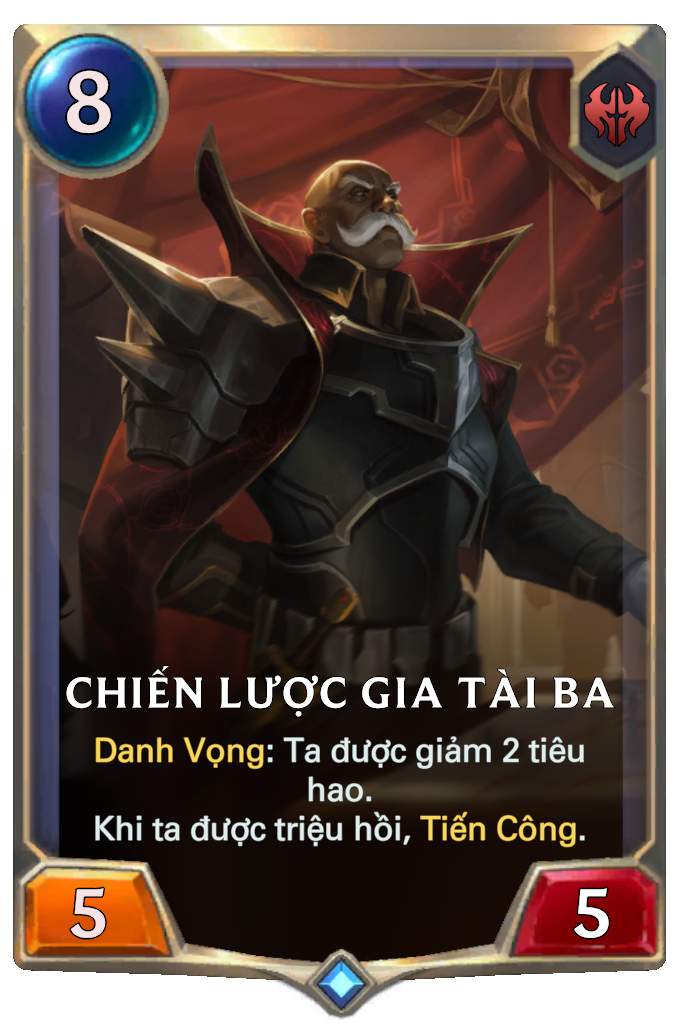 8
CHIẾN LƯỢC GIA TÀI BA
Danh Vọng: Ta được giảm 2 tiêu
hao.
Khi ta được triệu hồi, Tiến Công.
5
5